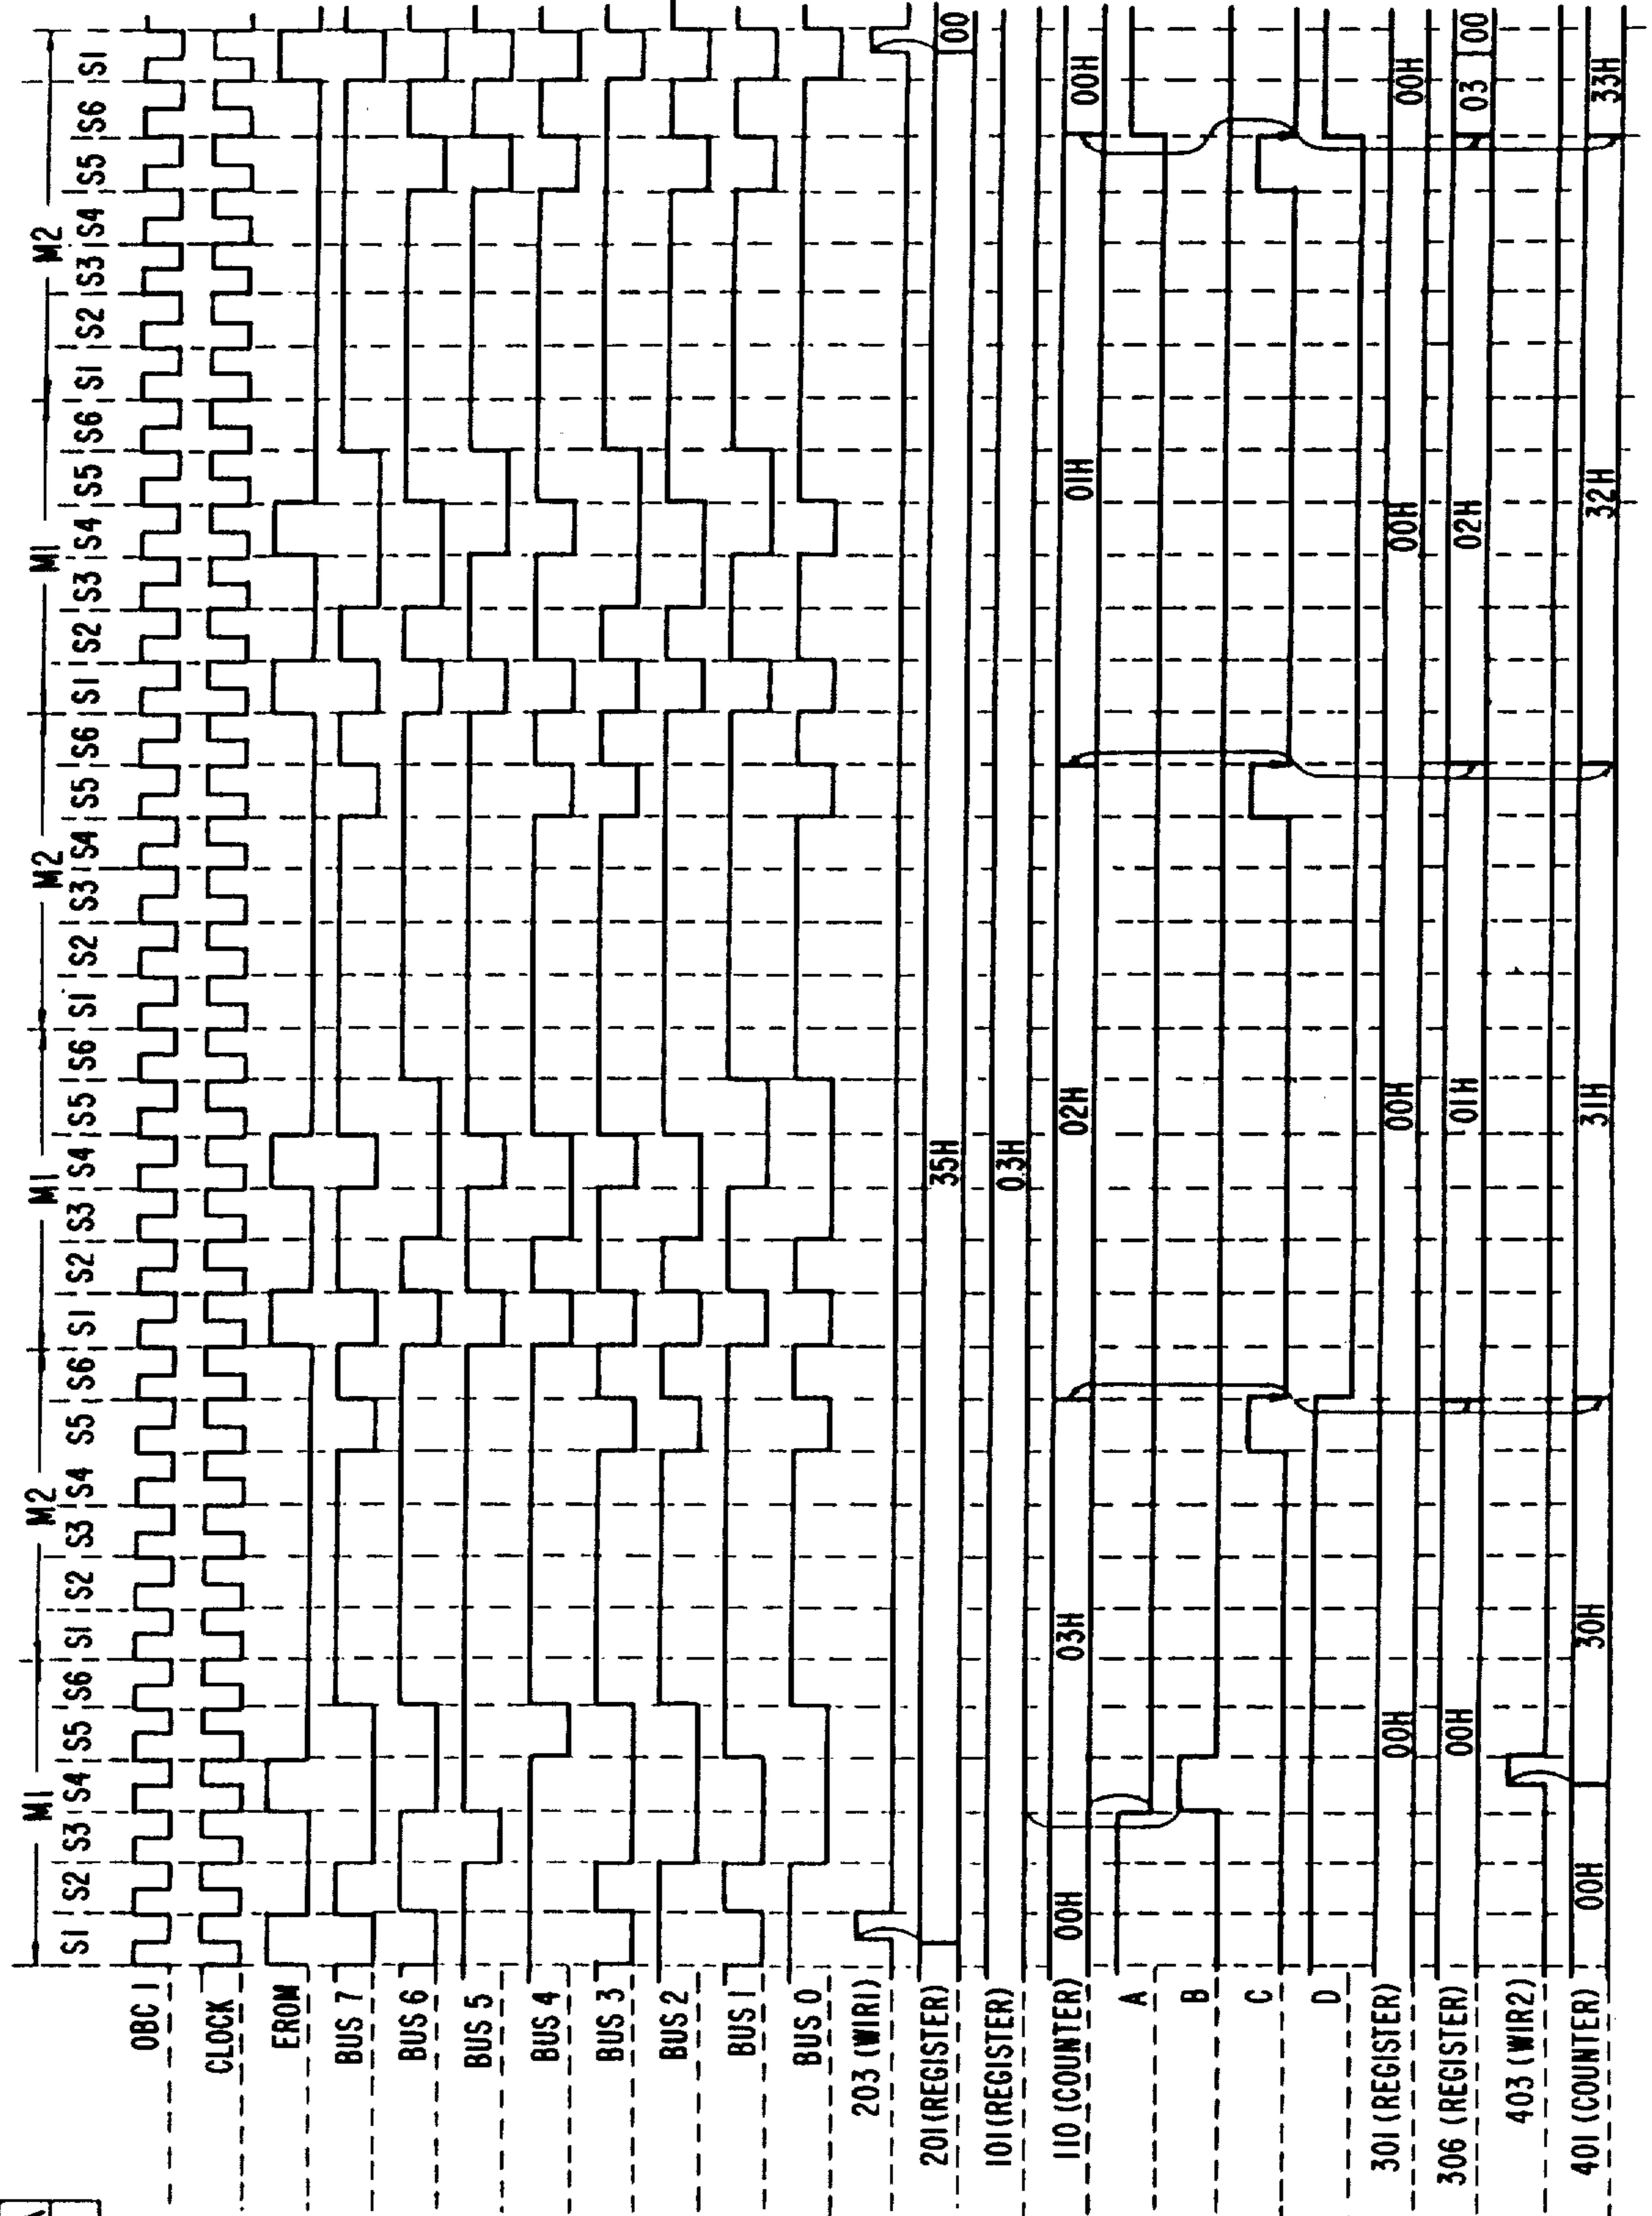 M1 M2 M1 M2 M1 M2
S1 S2 S3 S4 S5 S6 S1 S2 S3 S4 S5 S6 S1 S2 S3 S4 S5 S6 S1 S2 S3 S4 S5 S6 S1 S2 S3 S4 S5 S6 S1 S2 S3 S4 S5 S6 S1
OBC 1
CLOCK
EROM
BUS 7
BUS 6
BUS 5
BUS 4
BUS 3
BUS 2
BUS 1
BUS 0
203 (WIR1)
201 (REGISTER) 35H 00
101 (REGISTER) 03H
110 (COUNTER) 00H 03H 02H 01H 00H
A
B
C
D
301 (REGISTER) 00H 00H 00H 00H
306 (REGISTER) 00H 01H 02H 03 00
403 (WIR2)
401 (COUNTER) 00H 30H 31H 32H 33H